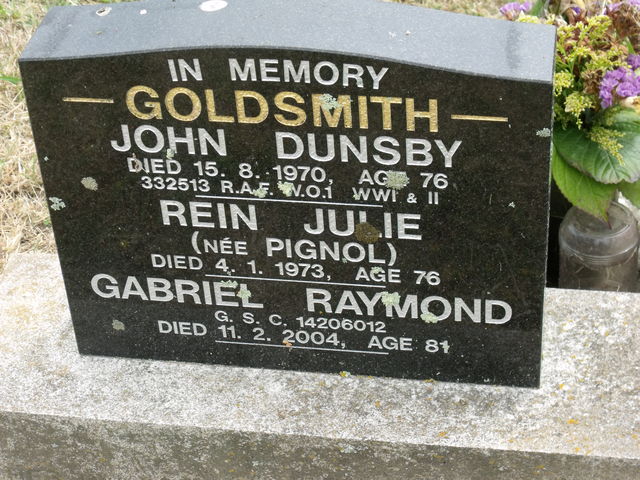 IN MEMORY
GOLDSMITH
JOHN DUNSBY
DIED 15. 8. 1970, AGE 76
332513 R.A.F. W.O.1 WWI & II
REIN JULIE
(NÉE PIGNOL)
DIED 4. 1. 1973, AGE 76
GABRIEL RAYMOND
G. S. C. 14206012
DIED 11. 2. 2004, AGE 81